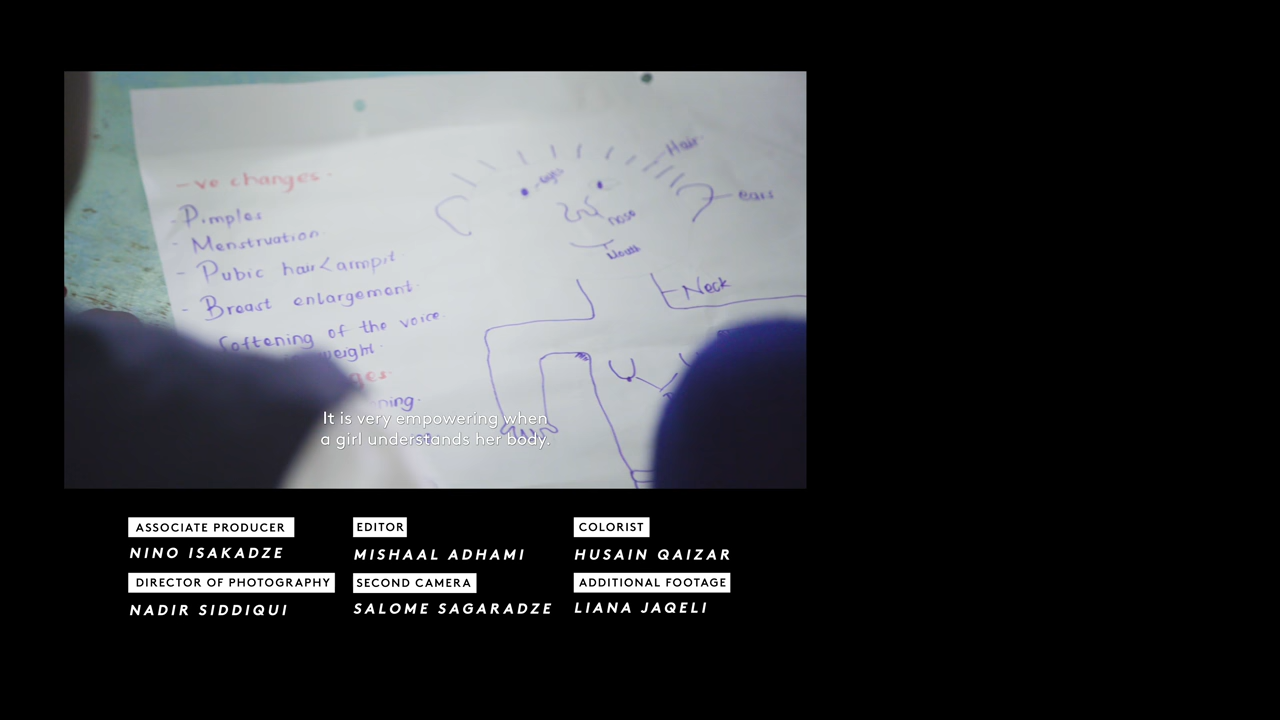 -ve changes.
- Pimples
- Menstruation.
- Pubic hair < armpit.
- Breast enlargement.
Softening of the voice.
weight.
Hair
eyes
ears
nose
Mouth
Neck
It is very empowering when
a girl understands her body.
ASSOCIATE PRODUCER
NINO ISAKADZE
EDITOR
MISHAAL ADHAMI
COLORIST
HUSAIN QAIZAR
DIRECTOR OF PHOTOGRAPHY
NADIR SIDDIQUI
SECOND CAMERA
SALOME SAGARADZE
ADDITIONAL FOOTAGE
LIANA JAQELI